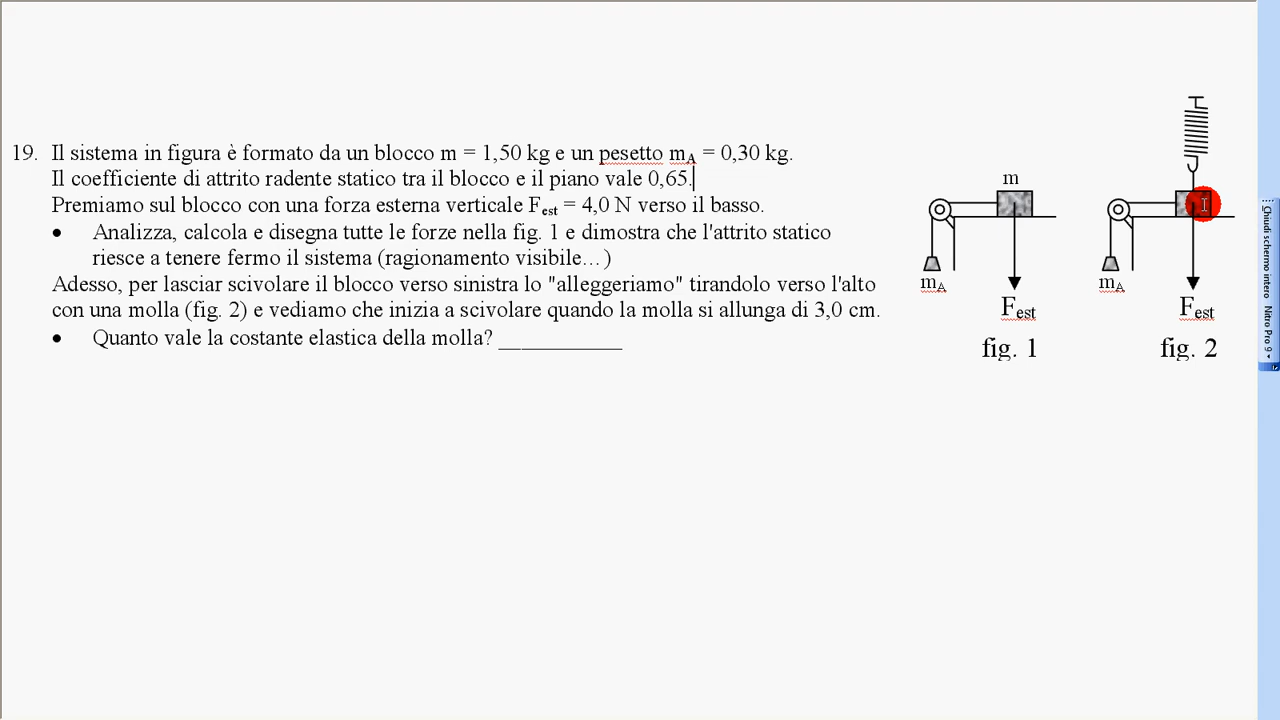 19. Il sistema in figura è formato da un blocco m = 1,50 kg e un pesetto mA = 0,30 kg.
Il coefficiente di attrito radente statico tra il blocco e il piano vale 0,65.
Premiamo sul blocco con una forza esterna verticale Fest = 4,0 N verso il basso.
• Analizza, calcola e disegna tutte le forze nella fig. 1 e dimostra che l'attrito statico
riesce a tenere fermo il sistema (ragionamento visibile…)
Adesso, per lasciar scivolare il blocco verso sinistra lo "alleggeriamo" tirandolo verso l'alto
con una molla (fig. 2) e vediamo che inizia a scivolare quando la molla si allunga di 3,0 cm.
• Quanto vale la costante elastica della molla? ___________
m
mA
Fest
fig. 1
mA
Fest
fig. 2
Chiudi schermo intero
Nitro Pro 9